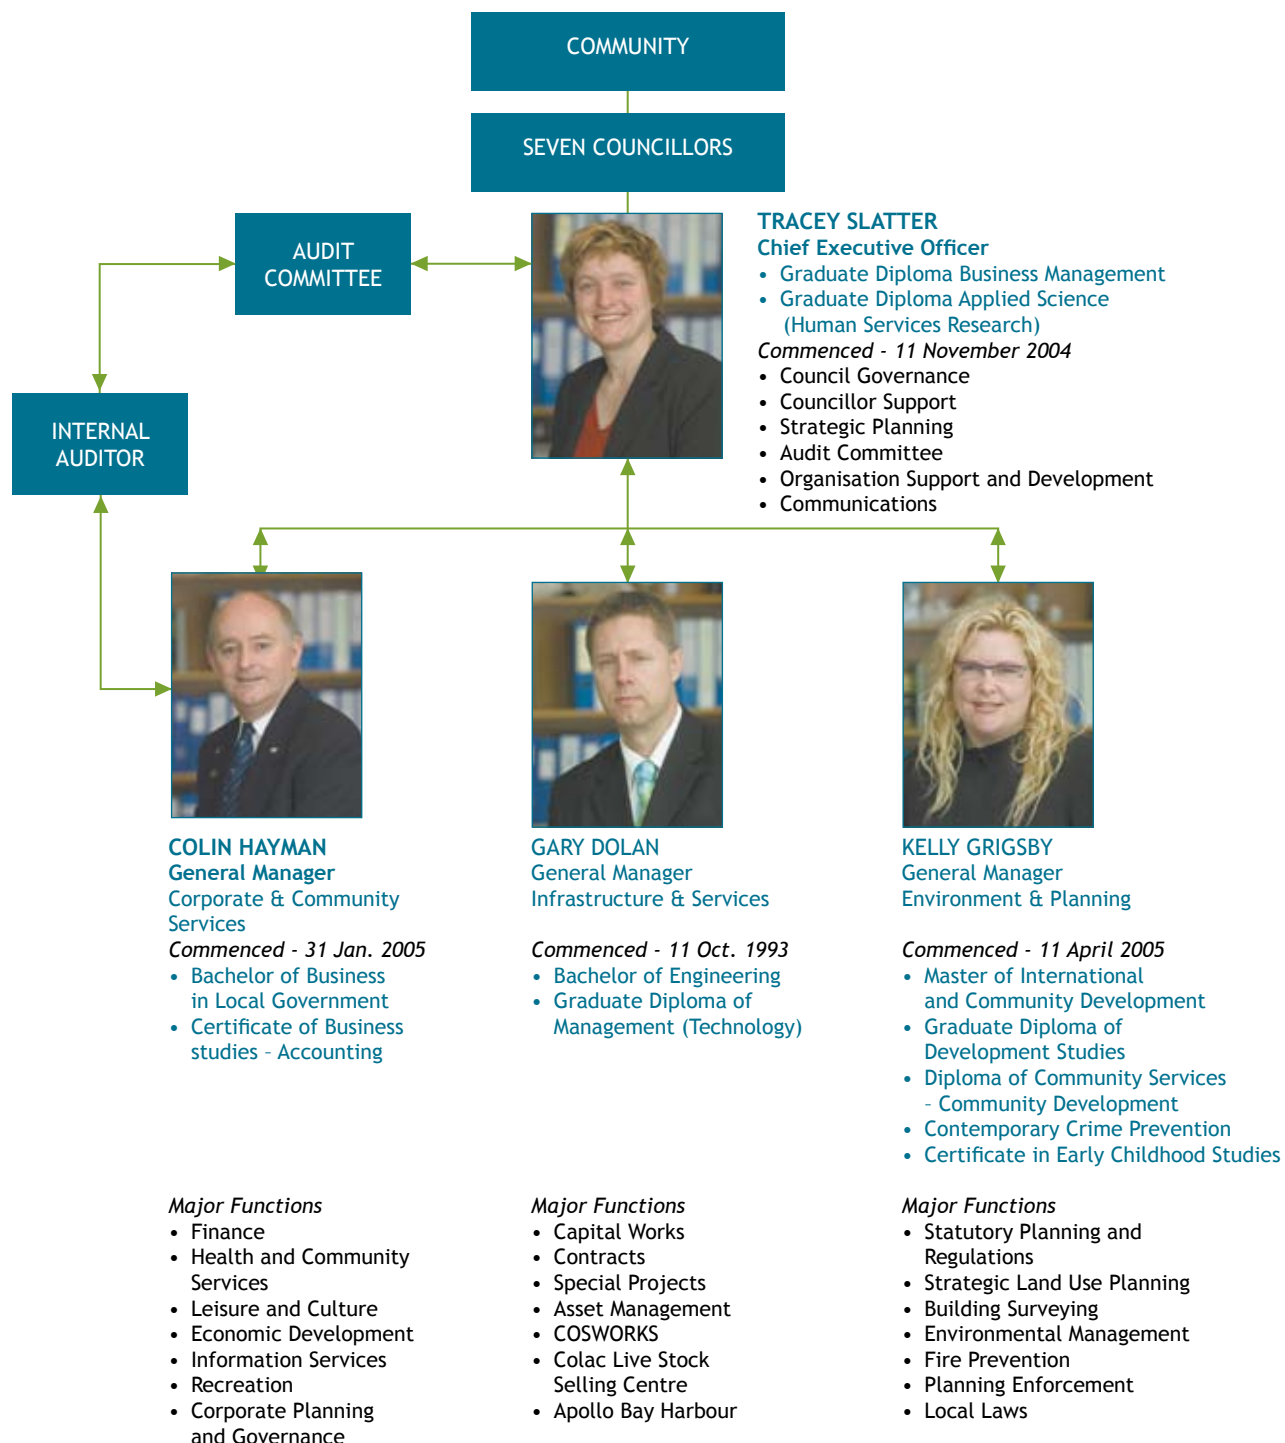 COMMUNITY
SEVEN COUNCILLORS
AUDIT
COMMITTEE
INTERNAL
AUDITOR
TRACEY SLATTER
Chief Executive Officer
• Graduate Diploma Business Management
• Graduate Diploma Applied Science
(Human Services Research)
Commenced - 11 November 2004
• Council Governance
• Councillor Support
• Strategic Planning
• Audit Committee
• Organisation Support and Development
• Communications
COLIN HAYMAN
General Manager
Corporate & Community
Services
Commenced - 31 Jan. 2005
• Bachelor of Business
in Local Government
• Certificate of Business
studies – Accounting
Major Functions
• Finance
• Health and Community
Services
• Leisure and Culture
• Economic Development
• Information Services
• Recreation
• Corporate Planning
and Governance
GARY DOLAN
General Manager
Infrastructure & Services
Commenced - 11 Oct. 1993
• Bachelor of Engineering
• Graduate Diploma of
Management (Technology)
Major Functions
• Capital Works
• Contracts
• Special Projects
• Asset Management
• COSWORKS
• Colac Live Stock
Selling Centre
• Apollo Bay Harbour
KELLY GRIGSBY
General Manager
Environment & Planning
Commenced - 11 April 2005
• Master of International
and Community Development
• Graduate Diploma of
Development Studies
• Diploma of Community Services
– Community Development
• Contemporary Crime Prevention
• Certificate in Early Childhood Studies
Major Functions
• Statutory Planning and
Regulations
• Strategic Land Use Planning
• Building Surveying
• Environmental Management
• Fire Prevention
• Planning Enforcement
• Local Laws